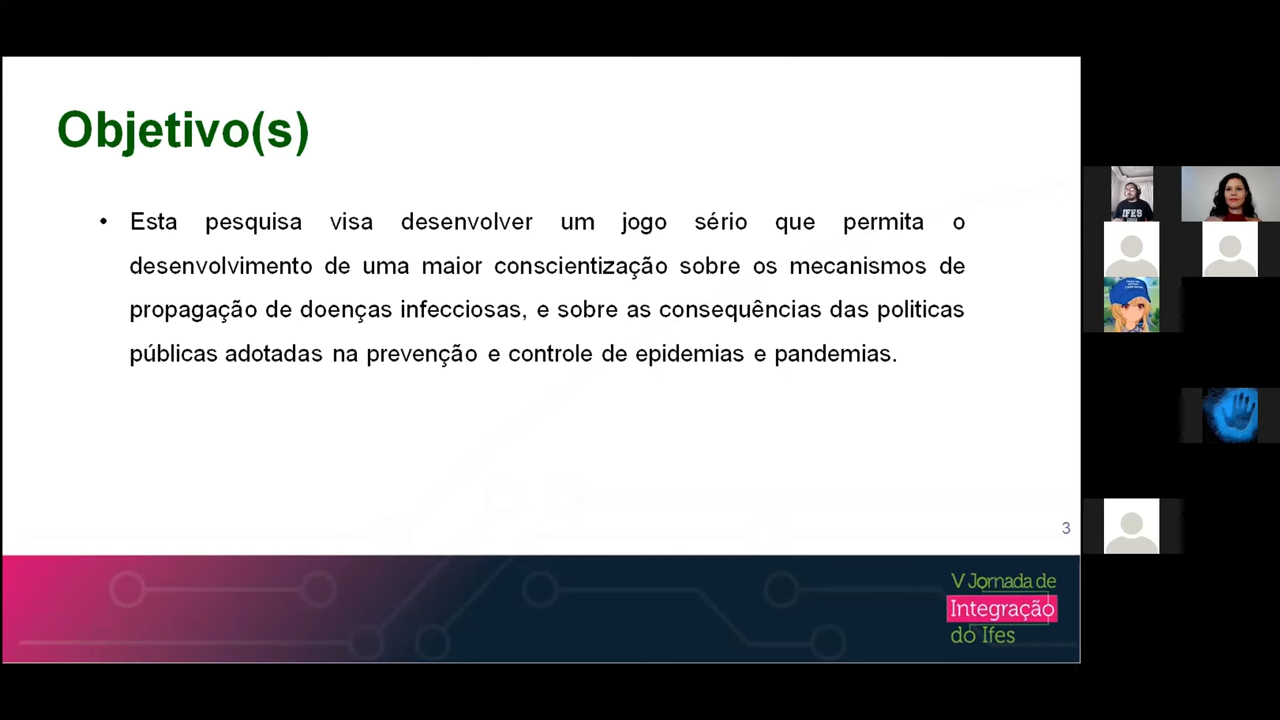 Objetivo(s)
• Esta pesquisa visa desenvolver um jogo sério que permita o
desenvolvimento de uma maior conscientização sobre os mecanismos de
propagação de doenças infecciosas, e sobre as consequências das politicas
públicas adotadas na prevenção e controle de epidemias e pandemias.
3
V Jornada de
Integração
do Ifes
IFES